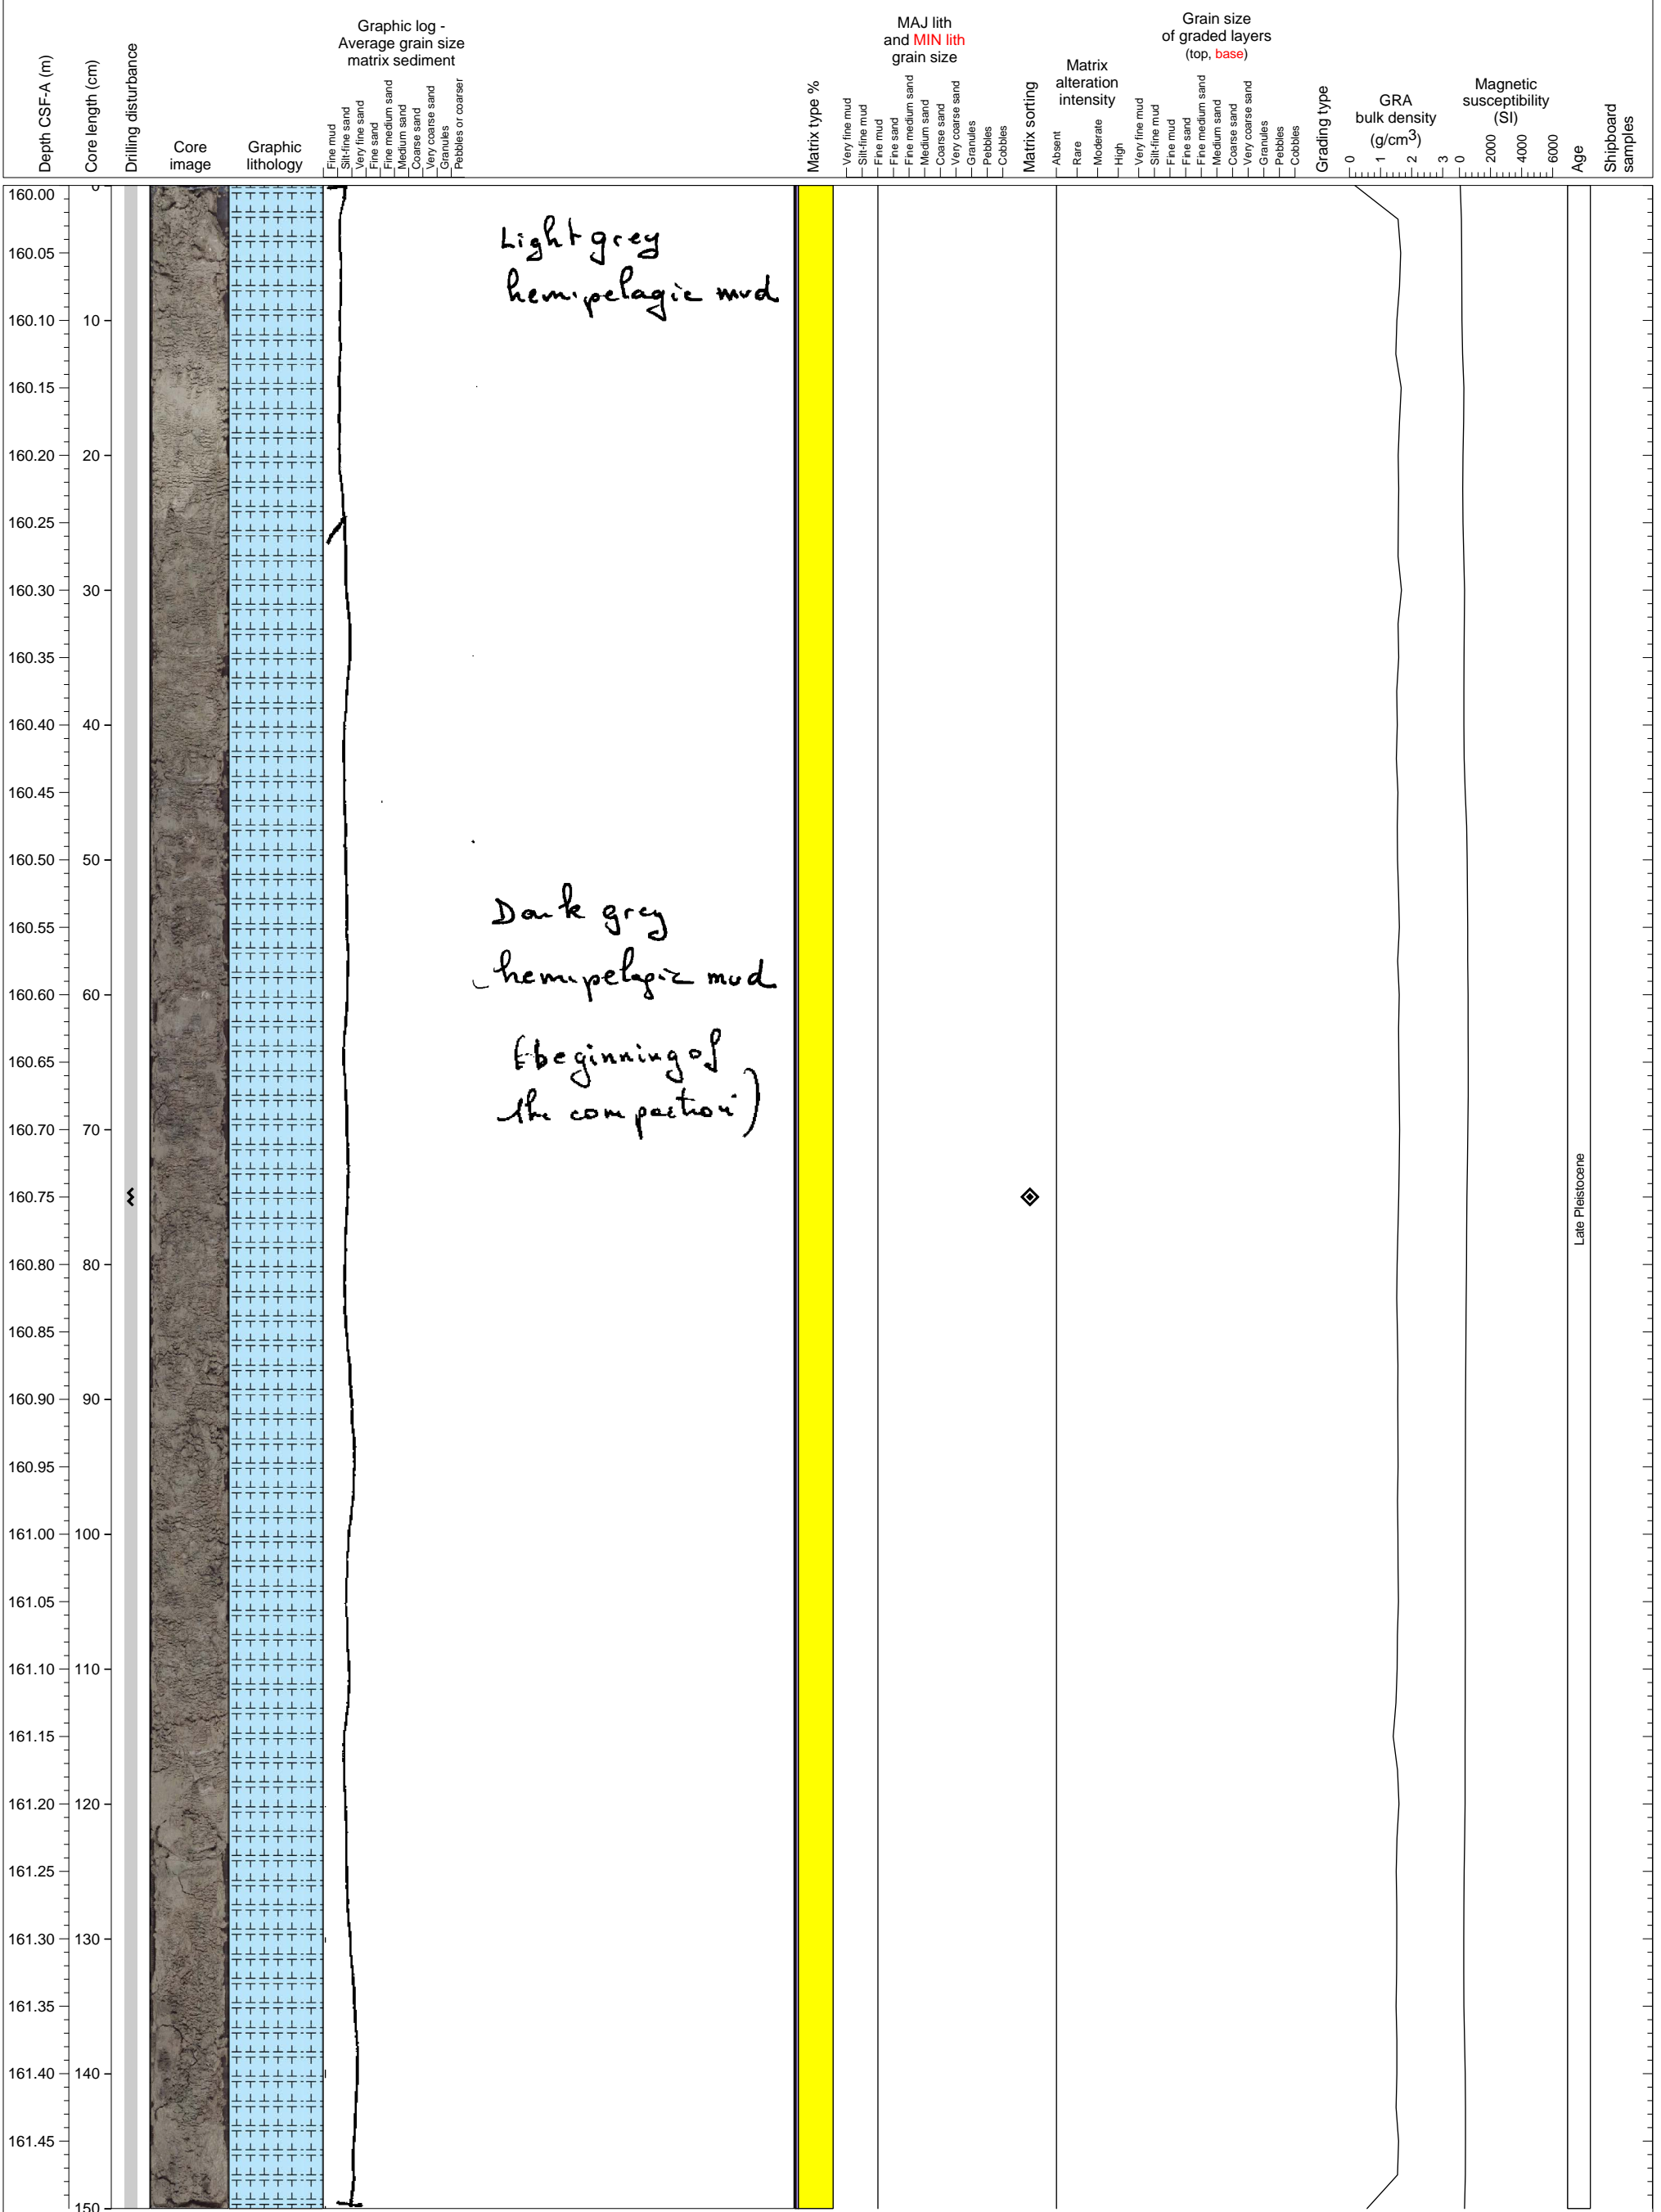 Depth CSF-A (m)
Core length (cm)
Drilling disturbance
Core
image
Graphic
lithology
Graphic log -
Average grain size
matrix sediment
Fine mud
Silt-fine sand
Very fine sand
Fine sand
Fine medium sand
Medium sand
Coarse sand
Very coarse sand
Granules
Pebbles or coarser
Matrix type %
MAJ lith
and MIN lith
grain size
Very fine mud
Silt-fine mud
Fine mud
Fine sand
Fine medium sand
Medium sand
Coarse sand
Very coarse sand
Granules
Pebbles
Cobbles
Matrix sorting
Matrix
alteration
intensity
Absent
Rare
Moderate
High
Grain size
of graded layers
(top, base)
Very fine mud
Silt-fine mud
Fine mud
Fine sand
Fine medium sand
Medium sand
Coarse sand
Very coarse sand
Granules
Pebbles
Cobbles
Grading type
GRA
bulk density
(g/cm3)
0 1 2 3
Magnetic
susceptibility
(SI)
0 2000 4000 6000
Age
Shipboard
samples
160.00 0
160.05
160.10 10
160.15
160.20 20
160.25
160.30 30
160.35
160.40 40
160.45
160.50 50
160.55
160.60 60
160.65
160.70 70
160.75
160.80 80
160.85
160.90 90
160.95
161.00 100
161.05
161.10 110
161.15
161.20 120
161.25
161.30 130
161.35
161.40 140
161.45
150
Light grey
hemipelagic mud
Dark grey
hemipelagic mud
(beginning of
the compaction)
Late Pleistocene